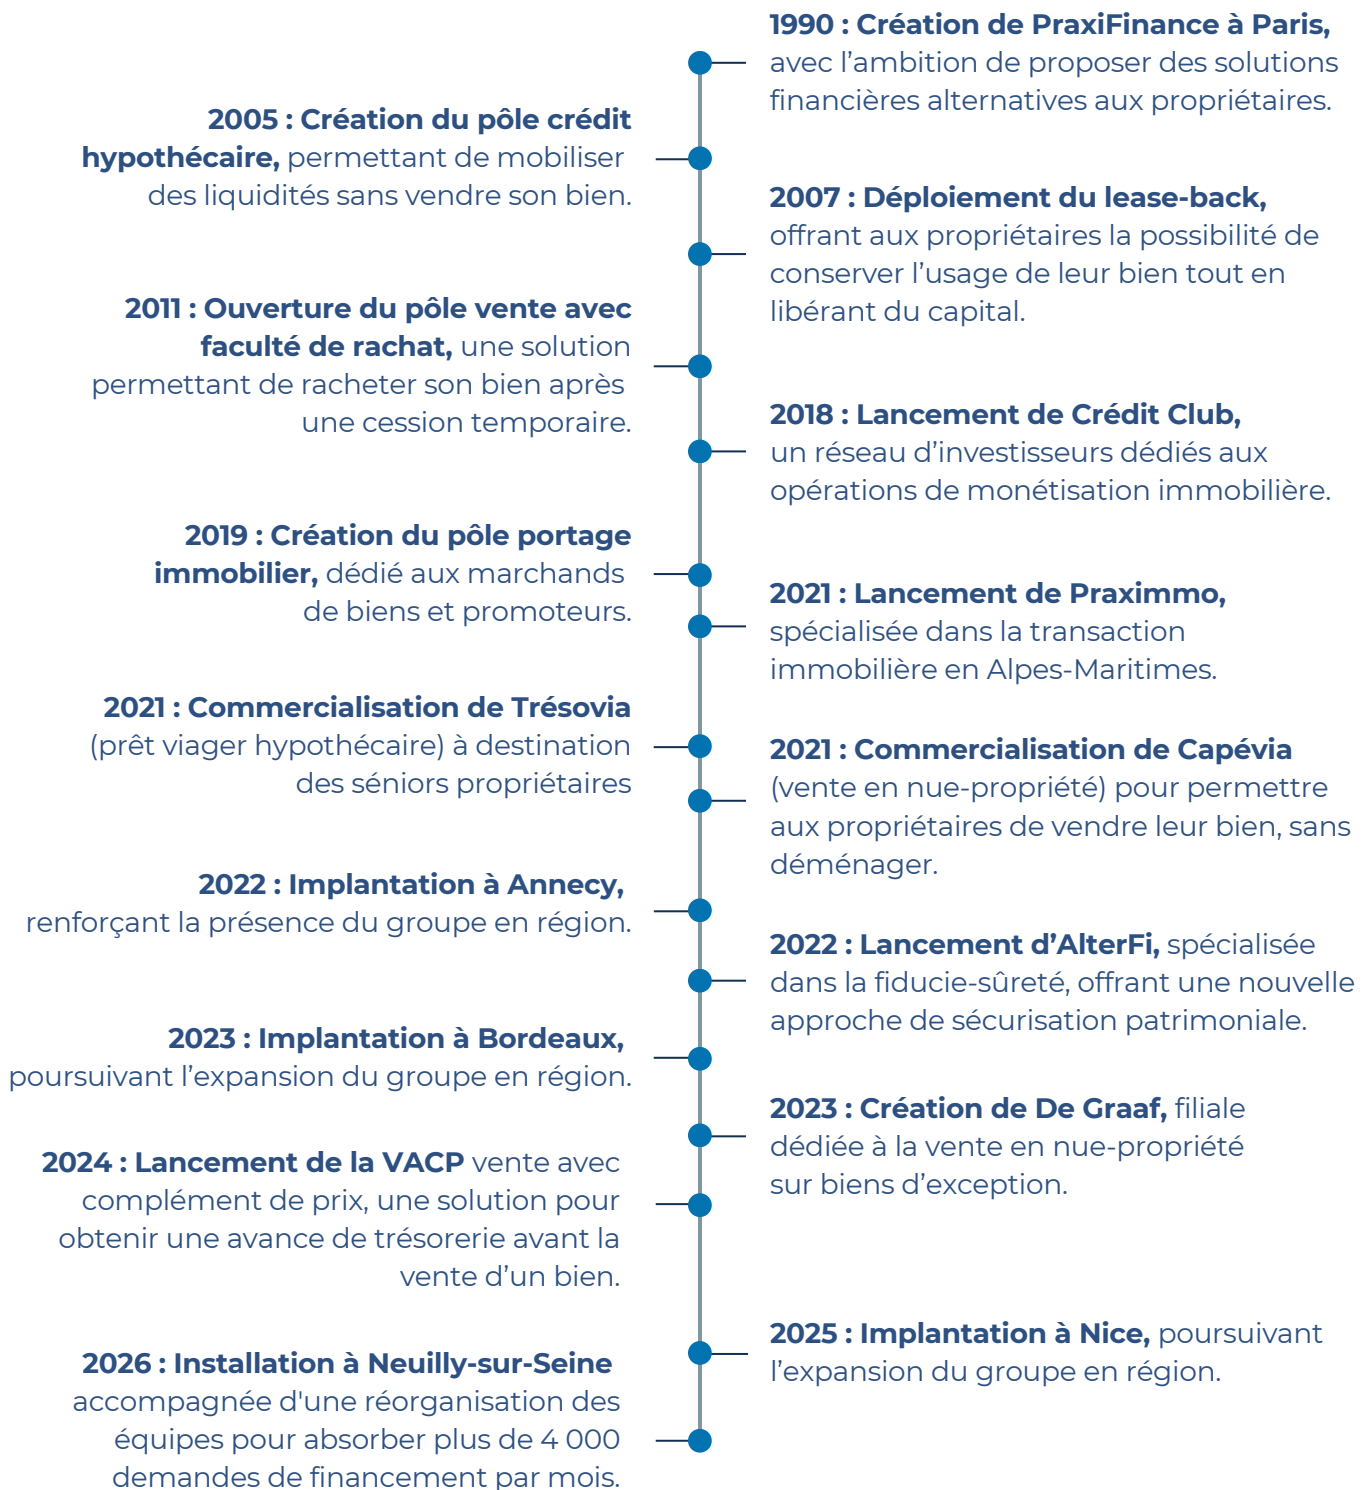 1990 : Création de PraxiFinance à Paris,
avec l’ambition de proposer des solutions
financières alternatives aux propriétaires.
2005 : Création du pôle crédit
hypothécaire, permettant de mobiliser
des liquidités sans vendre son bien.
2007 : Déploiement du lease-back,
offrant aux propriétaires la possibilité de
conserver l’usage de leur bien tout en
libérant du capital.
2011 : Ouverture du pôle vente avec
faculté de rachat, une solution
permettant de racheter son bien après
une cession temporaire.
2018 : Lancement de Crédit Club,
un réseau d’investisseurs dédiés aux
opérations de monétisation immobilière.
2019 : Création du pôle portage
immobilier, dédié aux marchands
de biens et promoteurs.
2021 : Lancement de Praximmo,
spécialisée dans la transaction
immobilière en Alpes-Maritimes.
2021 : Commercialisation de Trésovia
(prêt viager hypothécaire) à destination
des séniors propriétaires
2021 : Commercialisation de Capévia
(vente en nue-propriété) pour permettre
aux propriétaires de vendre leur bien, sans
déménager.
2022 : Implantation à Annecy,
renforçant la présence du groupe en région.
2022 : Lancement d’AlterFi, spécialisée
dans la fiducie-sûreté, offrant une nouvelle
approche de sécurisation patrimoniale.
2023 : Implantation à Bordeaux,
poursuivant l’expansion du groupe en région.
2023 : Création de De Graaf, filiale
dédiée à la vente en nue-propriété
sur biens d’exception.
2024 : Lancement de la VACP vente avec
complément de prix, une solution pour
obtenir une avance de trésorerie avant la
vente d’un bien.
2025 : Implantation à Nice, poursuivant
l’expansion du groupe en région.
2026 : Installation à Neuilly-sur-Seine
accompagnée d'une réorganisation des
équipes pour absorber plus de 4 000
demandes de financement par mois.